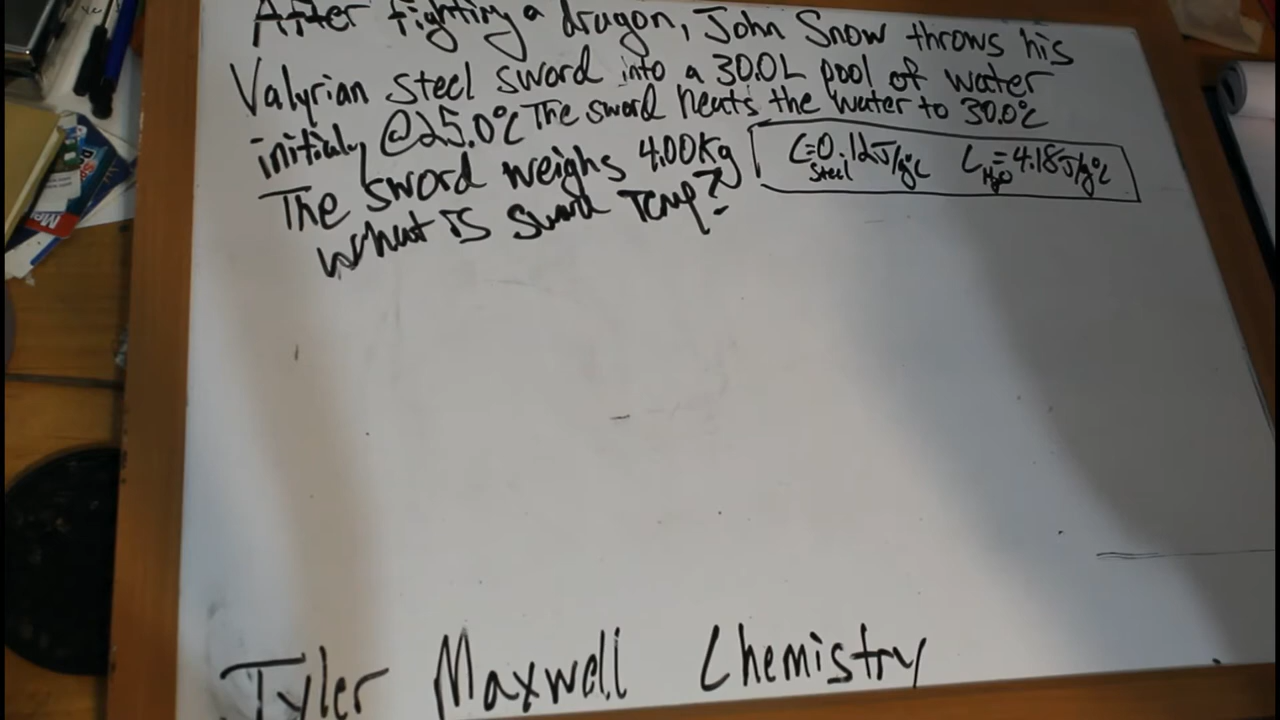 After fighting a dragon, John Snow throws his
Valyrian steel sword into a 30.0L pool of water
initialy @25.0°C The sword heats the water to 30.0°C
The sword weighs 4.00Kg
C=0.12J/g°C
steel
C=4.18J/g°C
H2O
What is sword Temp?
Tyler Maxwell Chemistry